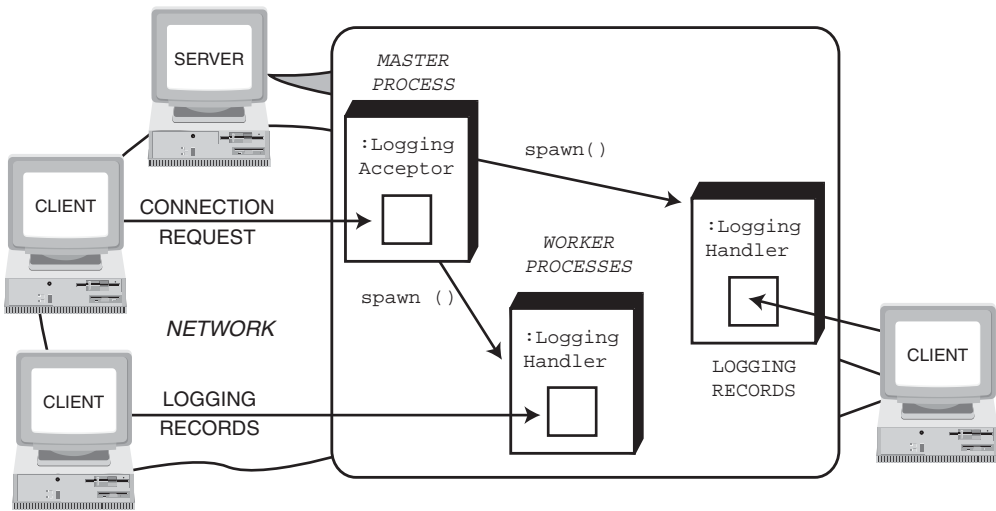 SERVER
MASTER
PROCESS
:Logging
Acceptor
spawn()
CLIENT
CONNECTION
REQUEST
:Logging
Handler
WORKER
PROCESSES
spawn ()
NETWORK
:Logging
Handler
LOGGING
RECORDS
CLIENT
CLIENT
LOGGING
RECORDS